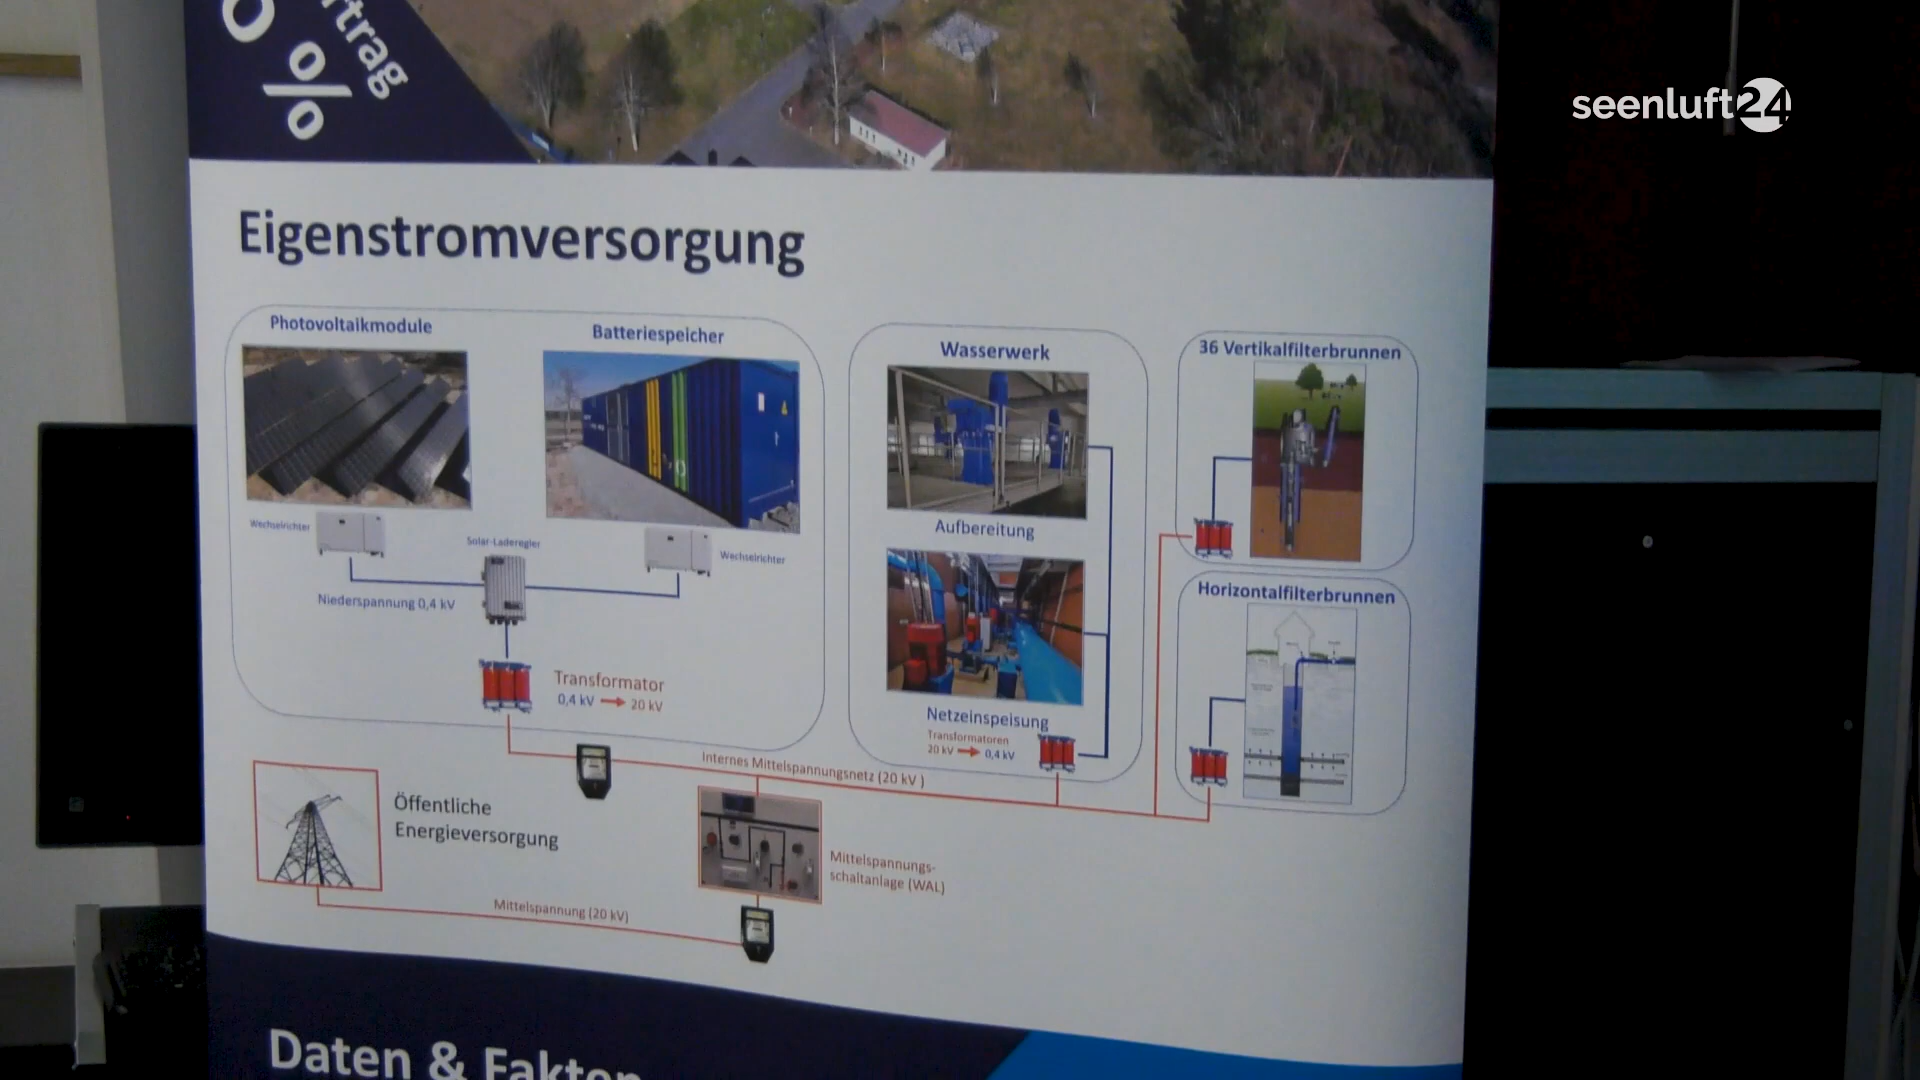 rtrag
0 %
seenluft24
Eigenstromversorgung
Photovoltaikmodule
Batteriespeicher
Wasserwerk
36 Vertikalfilterbrunnen
Wechselrichter
Solar-Laderegler
Wechselrichter
Aufbereitung
Niederspannung 0,4 kV
Horizontalfilterbrunnen
Transformator
0,4 kV → 20 kV
Netzeinspeisung
Transformatoren
20 kV → 0,4 kV
Internes Mittelspannungsnetz (20 kV )
Öffentliche
Energieversorgung
Mittelspannungs-
schaltanlage (WAL)
Mittelspannung (20 kV)
Daten & Fakten